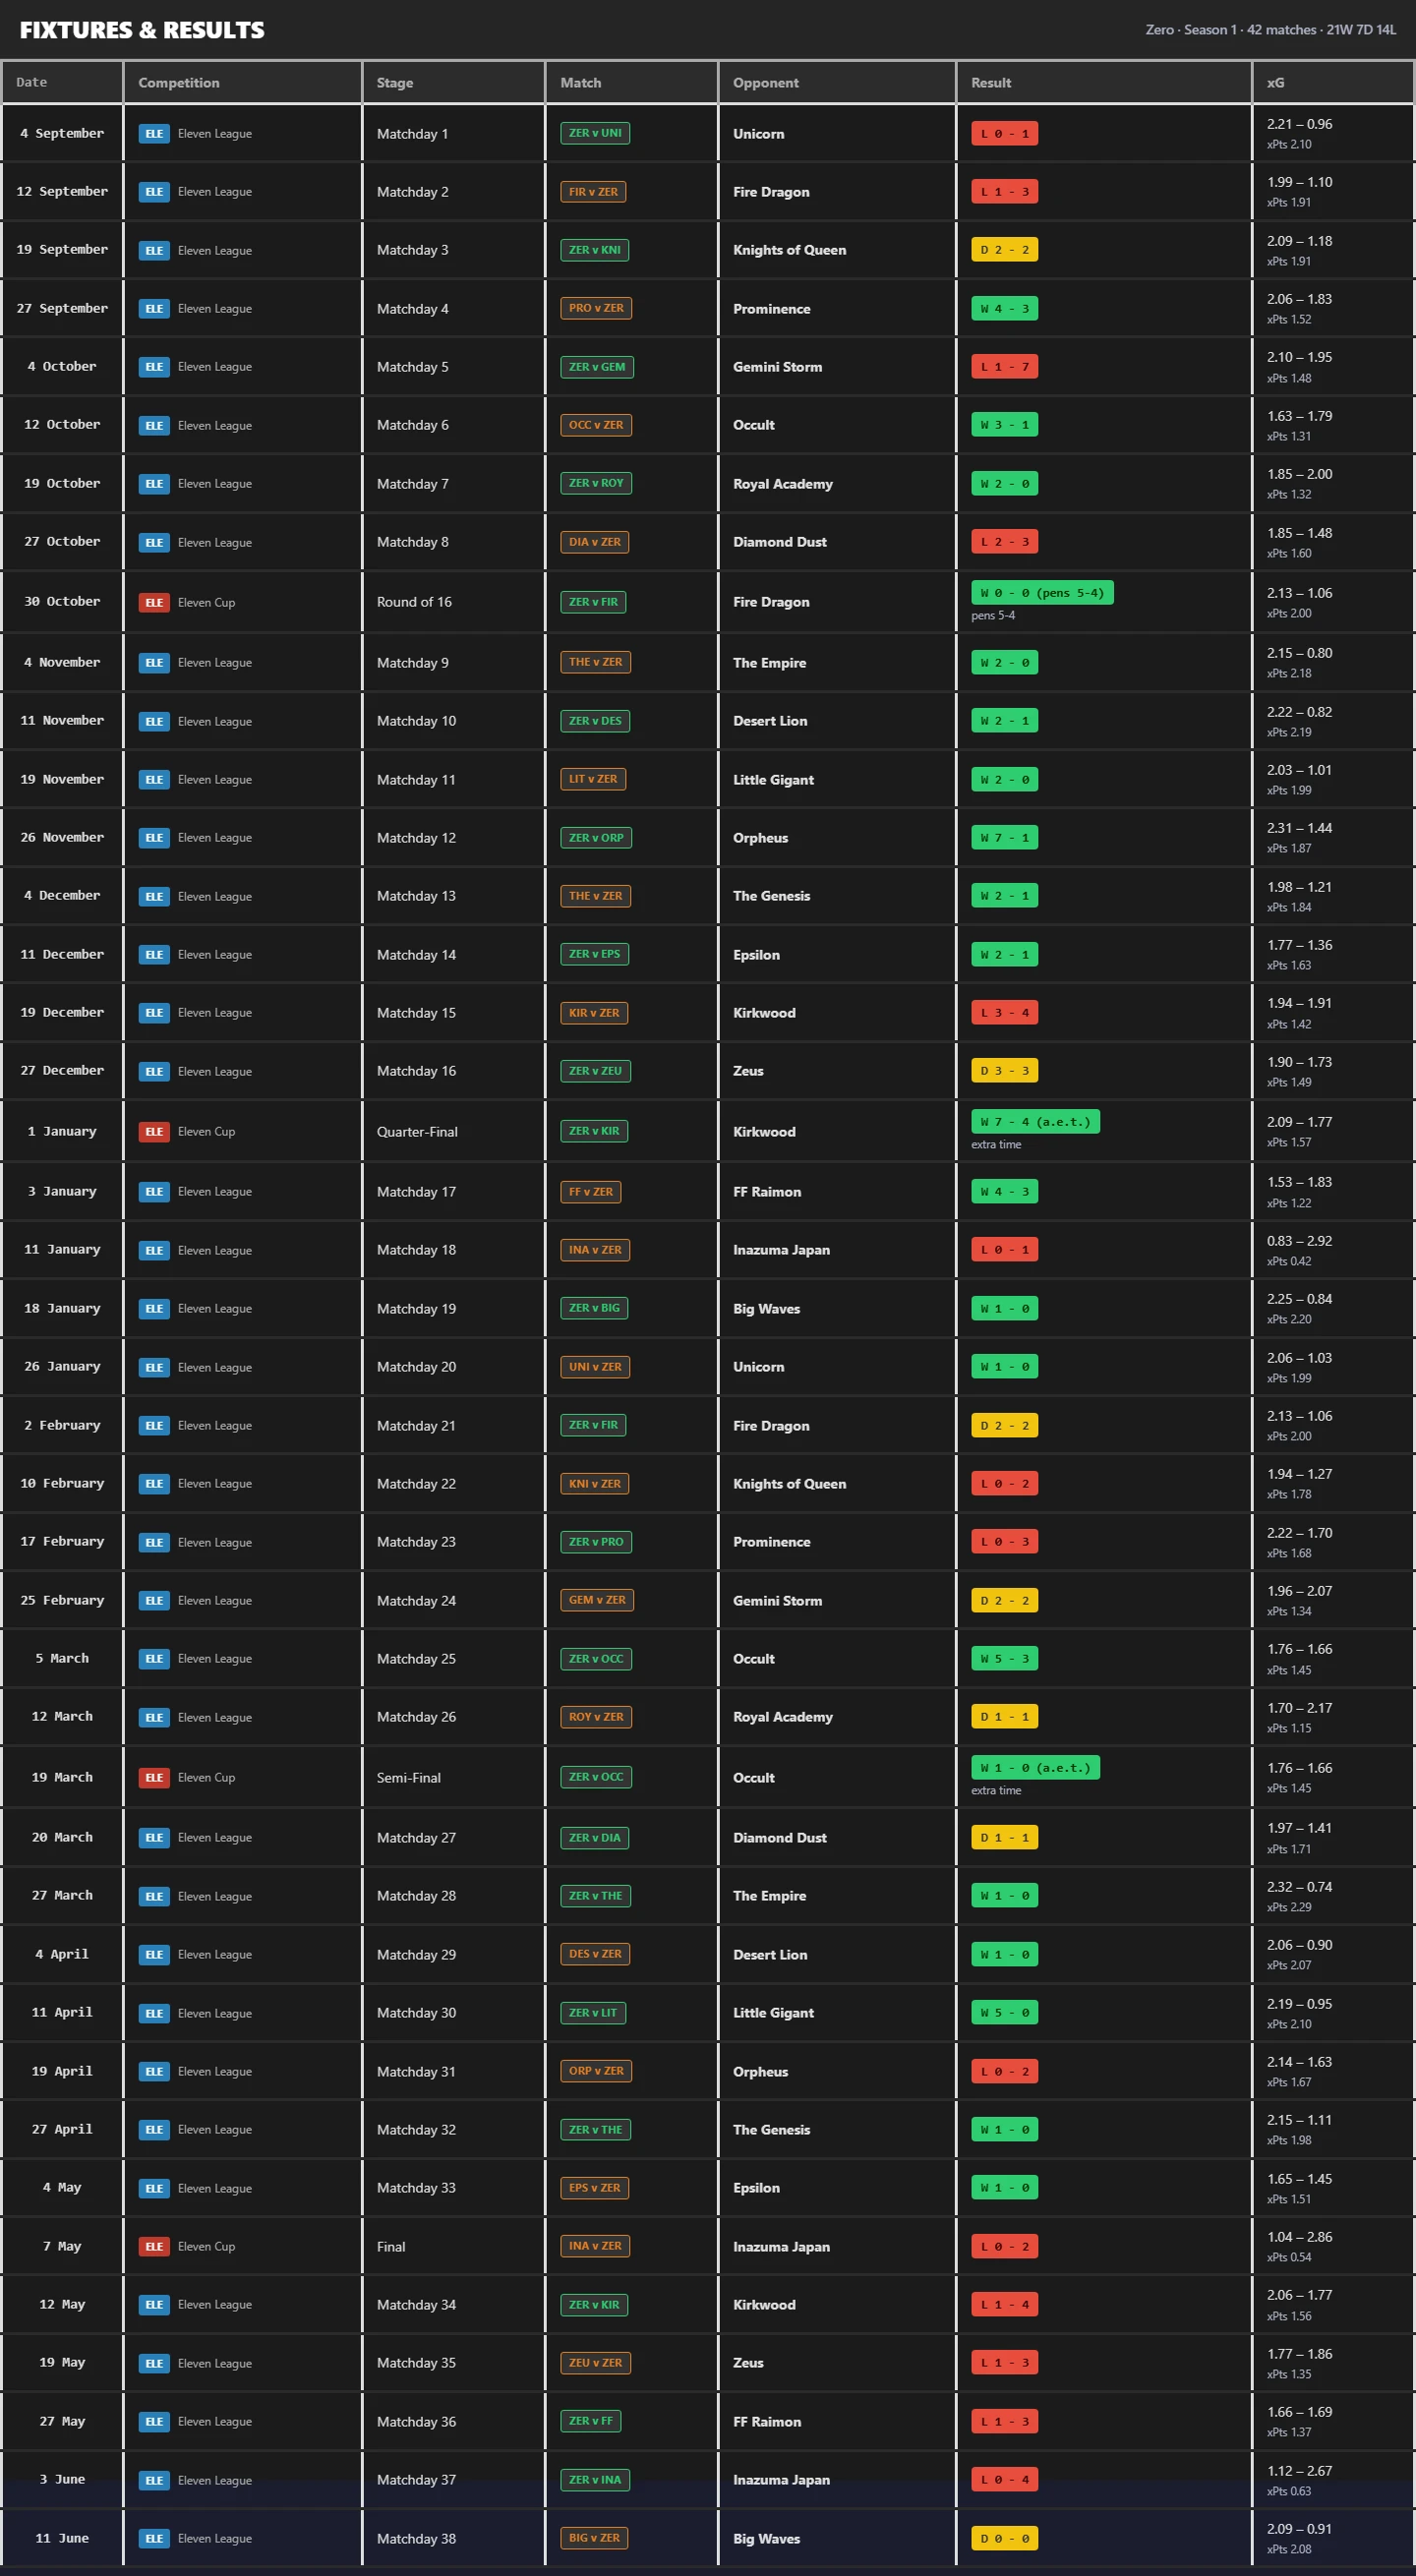 FIXTURES & RESULTS
Zero · Season 1 · 42 matches · 21W 7D 14L
Date Competition Stage Match Opponent Result xG
4 September ELE Eleven League Matchday 1 ZER v UNI Unicorn L 0 - 1 2.21 – 0.96
xPts 2.10
12 September ELE Eleven League Matchday 2 FIR v ZER Fire Dragon L 1 - 3 1.99 – 1.10
xPts 1.91
19 September ELE Eleven League Matchday 3 ZER v KNI Knights of Queen D 2 - 2 2.09 – 1.18
xPts 1.91
27 September ELE Eleven League Matchday 4 PRO v ZER Prominence W 4 - 3 2.06 – 1.83
xPts 1.52
4 October ELE Eleven League Matchday 5 ZER v GEM Gemini Storm L 1 - 7 2.10 – 1.95
xPts 1.48
12 October ELE Eleven League Matchday 6 OCC v ZER Occult W 3 - 1 1.63 – 1.79
xPts 1.31
19 October ELE Eleven League Matchday 7 ZER v ROY Royal Academy W 2 - 0 1.85 – 2.00
xPts 1.32
27 October ELE Eleven League Matchday 8 DIA v ZER Diamond Dust L 2 - 3 1.85 – 1.48
xPts 1.60
30 October ELE Eleven Cup Round of 16 ZER v FIR Fire Dragon W 0 - 0 (pens 5-4) 2.13 – 1.06
pens 5-4 xPts 2.00
4 November ELE Eleven League Matchday 9 THE v ZER The Empire W 2 - 0 2.15 – 0.80
xPts 2.18
11 November ELE Eleven League Matchday 10 ZER v DES Desert Lion W 2 - 1 2.22 – 0.82
xPts 2.19
19 November ELE Eleven League Matchday 11 LIT v ZER Little Gigant W 2 - 0 2.03 – 1.01
xPts 1.99
26 November ELE Eleven League Matchday 12 ZER v ORP Orpheus W 7 - 1 2.31 – 1.44
xPts 1.87
4 December ELE Eleven League Matchday 13 THE v ZER The Genesis W 2 - 1 1.98 – 1.21
xPts 1.84
11 December ELE Eleven League Matchday 14 ZER v EPS Epsilon W 2 - 1 1.77 – 1.36
xPts 1.63
19 December ELE Eleven League Matchday 15 KIR v ZER Kirkwood L 3 - 4 1.94 – 1.91
xPts 1.42
27 December ELE Eleven League Matchday 16 ZER v ZEU Zeus D 3 - 3 1.90 – 1.73
xPts 1.49
1 January ELE Eleven Cup Quarter-Final ZER v KIR Kirkwood W 7 - 4 (a.e.t.) 2.09 – 1.77
extra time xPts 1.57
3 January ELE Eleven League Matchday 17 FF v ZER FF Raimon W 4 - 3 1.53 – 1.83
xPts 1.22
11 January ELE Eleven League Matchday 18 INA v ZER Inazuma Japan L 0 - 1 0.83 – 2.92
xPts 0.42
18 January ELE Eleven League Matchday 19 ZER v BIG Big Waves W 1 - 0 2.25 – 0.84
xPts 2.20
26 January ELE Eleven League Matchday 20 UNI v ZER Unicorn W 1 - 0 2.06 – 1.03
xPts 1.99
2 February ELE Eleven League Matchday 21 ZER v FIR Fire Dragon D 2 - 2 2.13 – 1.06
xPts 2.00
10 February ELE Eleven League Matchday 22 KNI v ZER Knights of Queen L 0 - 2 1.94 – 1.27
xPts 1.78
17 February ELE Eleven League Matchday 23 ZER v PRO Prominence L 0 - 3 2.22 – 1.70
xPts 1.68
25 February ELE Eleven League Matchday 24 GEM v ZER Gemini Storm D 2 - 2 1.96 – 2.07
xPts 1.34
5 March ELE Eleven League Matchday 25 ZER v OCC Occult W 5 - 3 1.76 – 1.66
xPts 1.45
12 March ELE Eleven League Matchday 26 ROY v ZER Royal Academy D 1 - 1 1.70 – 2.17
xPts 1.15
19 March ELE Eleven Cup Semi-Final ZER v OCC Occult W 1 - 0 (a.e.t.) 1.76 – 1.66
extra time xPts 1.45
20 March ELE Eleven League Matchday 27 ZER v DIA Diamond Dust D 1 - 1 1.97 – 1.41
xPts 1.71
27 March ELE Eleven League Matchday 28 ZER v THE The Empire W 1 - 0 2.32 – 0.74
xPts 2.29
4 April ELE Eleven League Matchday 29 DES v ZER Desert Lion W 1 - 0 2.06 – 0.90
xPts 2.07
11 April ELE Eleven League Matchday 30 ZER v LIT Little Gigant W 5 - 0 2.19 – 0.95
xPts 2.10
19 April ELE Eleven League Matchday 31 ORP v ZER Orpheus L 0 - 2 2.14 – 1.63
xPts 1.67
27 April ELE Eleven League Matchday 32 ZER v THE The Genesis W 1 - 0 2.15 – 1.11
xPts 1.98
4 May ELE Eleven League Matchday 33 EPS v ZER Epsilon W 1 - 0 1.65 – 1.45
xPts 1.51
7 May ELE Eleven Cup Final INA v ZER Inazuma Japan L 0 - 2 1.04 – 2.86
xPts 0.54
12 May ELE Eleven League Matchday 34 ZER v KIR Kirkwood L 1 - 4 2.06 – 1.77
xPts 1.56
19 May ELE Eleven League Matchday 35 ZEU v ZER Zeus L 1 - 3 1.77 – 1.86
xPts 1.35
27 May ELE Eleven League Matchday 36 ZER v FF FF Raimon L 1 - 3 1.66 – 1.69
xPts 1.37
3 June ELE Eleven League Matchday 37 ZER v INA Inazuma Japan L 0 - 4 1.12 – 2.67
xPts 0.63
11 June ELE Eleven League Matchday 38 BIG v ZER Big Waves D 0 - 0 2.09 – 0.91
xPts 2.08